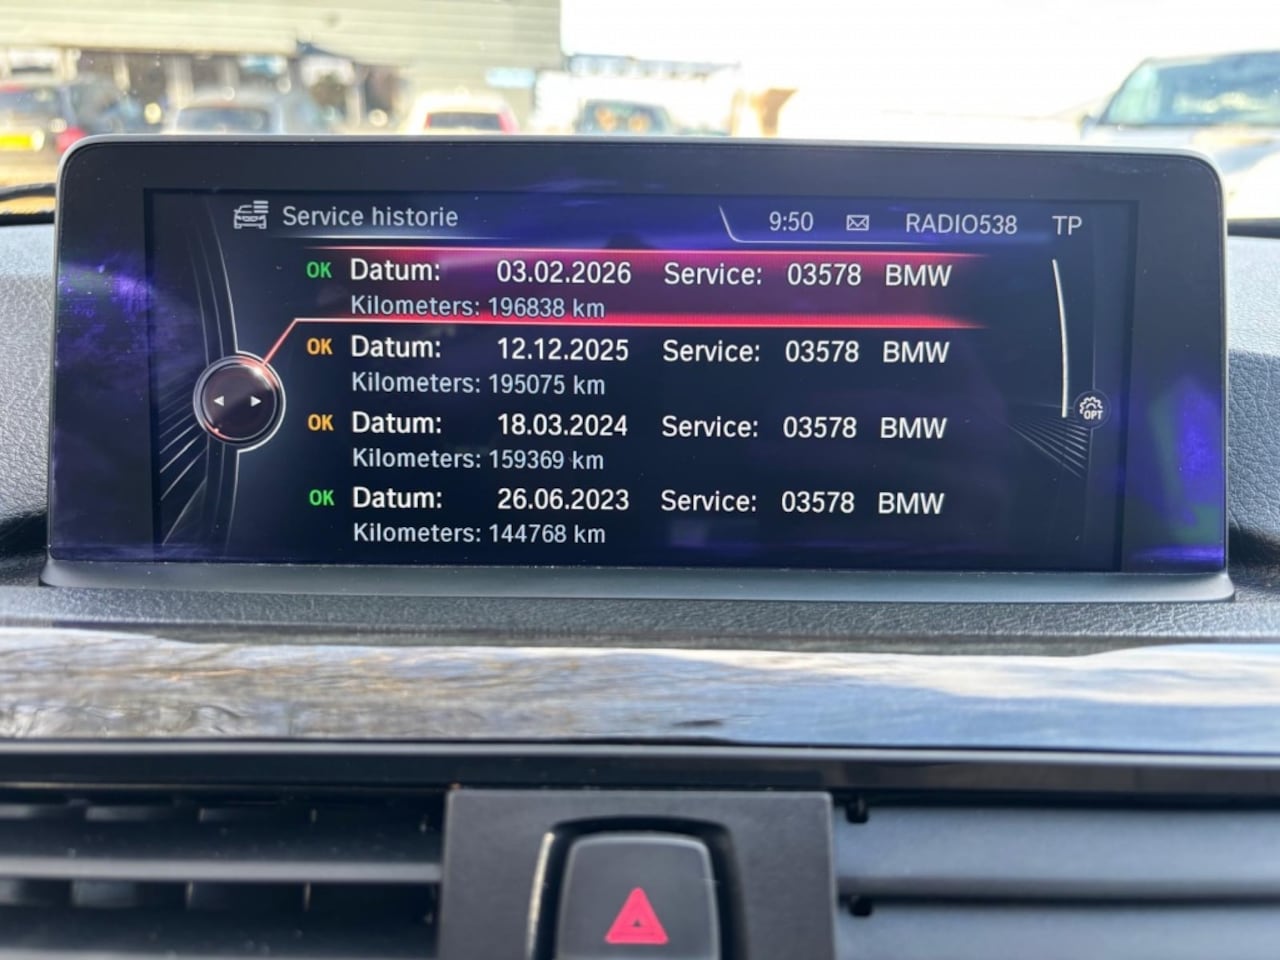 Service historie 9:50 RADIO538 TP
OK Datum: 03.02.2026 Service: 03578 BMW
Kilometers: 196838 km
OK Datum: 12.12.2025 Service: 03578 BMW
Kilometers: 195075 km
OK Datum: 18.03.2024 Service: 03578 BMW
Kilometers: 159369 km
OK Datum: 26.06.2023 Service: 03578 BMW
Kilometers: 144768 km
OPT